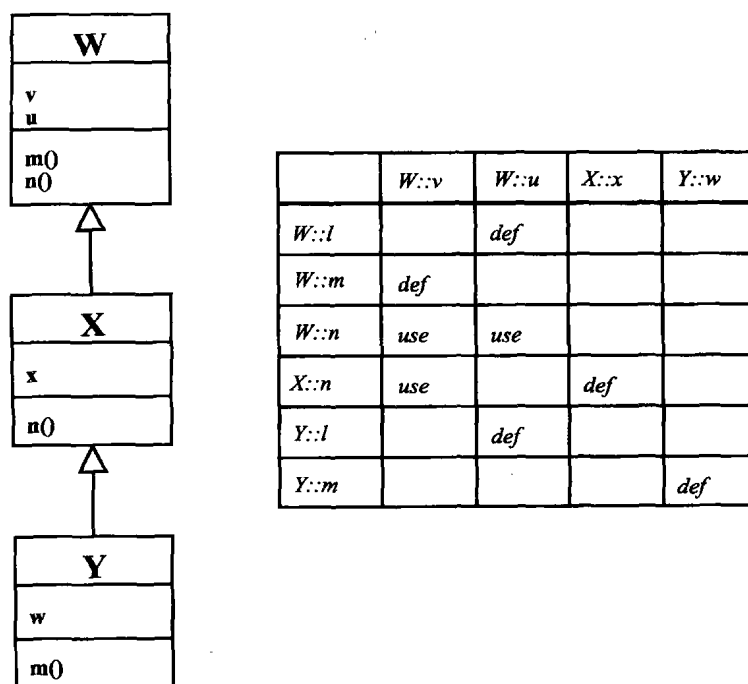 W
v
u
m()
n()
X
x
n()
Y
w
m()
W::v W::u X::x Y::w
W::l def
W::m def
W::n use use
X::n use def
Y::l def
Y::m def